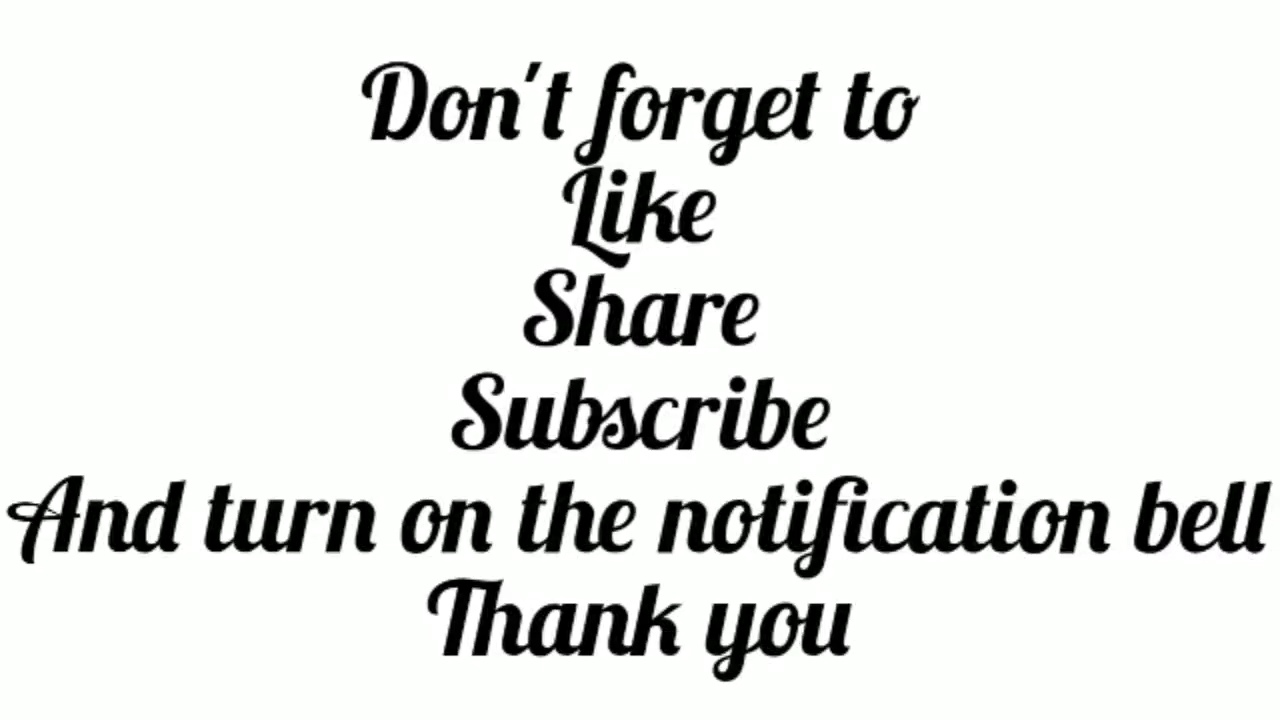 Don't forget to
Like
Share
Subscribe
And turn on the notification bell
Thank you